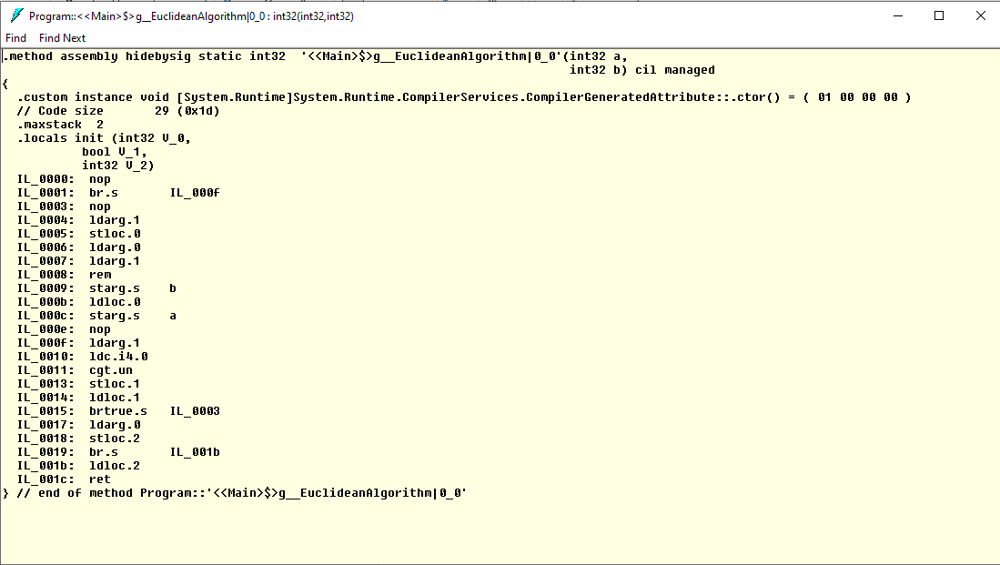 Program::<<Main>$>g__EuclideanAlgorithm|0_0 : int32(int32,int32)
Find Find Next
.method assembly hidebysig static int32  '<<Main>$>g__EuclideanAlgorithm|0_0'(int32 a,
                                                                              int32 b) cil managed
{
  .custom instance void [System.Runtime]System.Runtime.CompilerServices.CompilerGeneratedAttribute::.ctor() = ( 01 00 00 00 )
  // Code size       29 (0x1d)
  .maxstack  2
  .locals init (int32 V_0,
           bool V_1,
           int32 V_2)
  IL_0000:  nop
  IL_0001:  br.s       IL_000f
  IL_0003:  nop
  IL_0004:  ldarg.1
  IL_0005:  stloc.0
  IL_0006:  ldarg.0
  IL_0007:  ldarg.1
  IL_0008:  rem
  IL_0009:  starg.s    b
  IL_000b:  ldloc.0
  IL_000c:  starg.s    a
  IL_000e:  nop
  IL_000f:  ldarg.1
  IL_0010:  ldc.i4.0
  IL_0011:  cgt.un
  IL_0013:  stloc.1
  IL_0014:  ldloc.1
  IL_0015:  brtrue.s   IL_0003
  IL_0017:  ldarg.0
  IL_0018:  stloc.2
  IL_0019:  br.s       IL_001b
  IL_001b:  ldloc.2
  IL_001c:  ret
} // end of method Program::'<<Main>$>g__EuclideanAlgorithm|0_0'